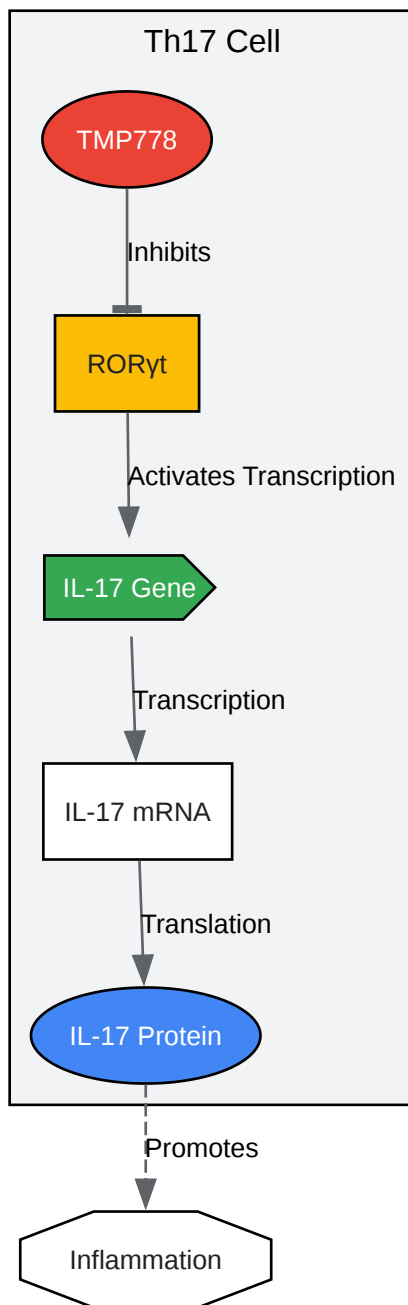 Th17 Cell
TMP778
Inhibits
RORγt
Activates Transcription
IL-17 Gene
Transcription
IL-17 mRNA
Translation
IL-17 Protein
Promotes
Inflammation